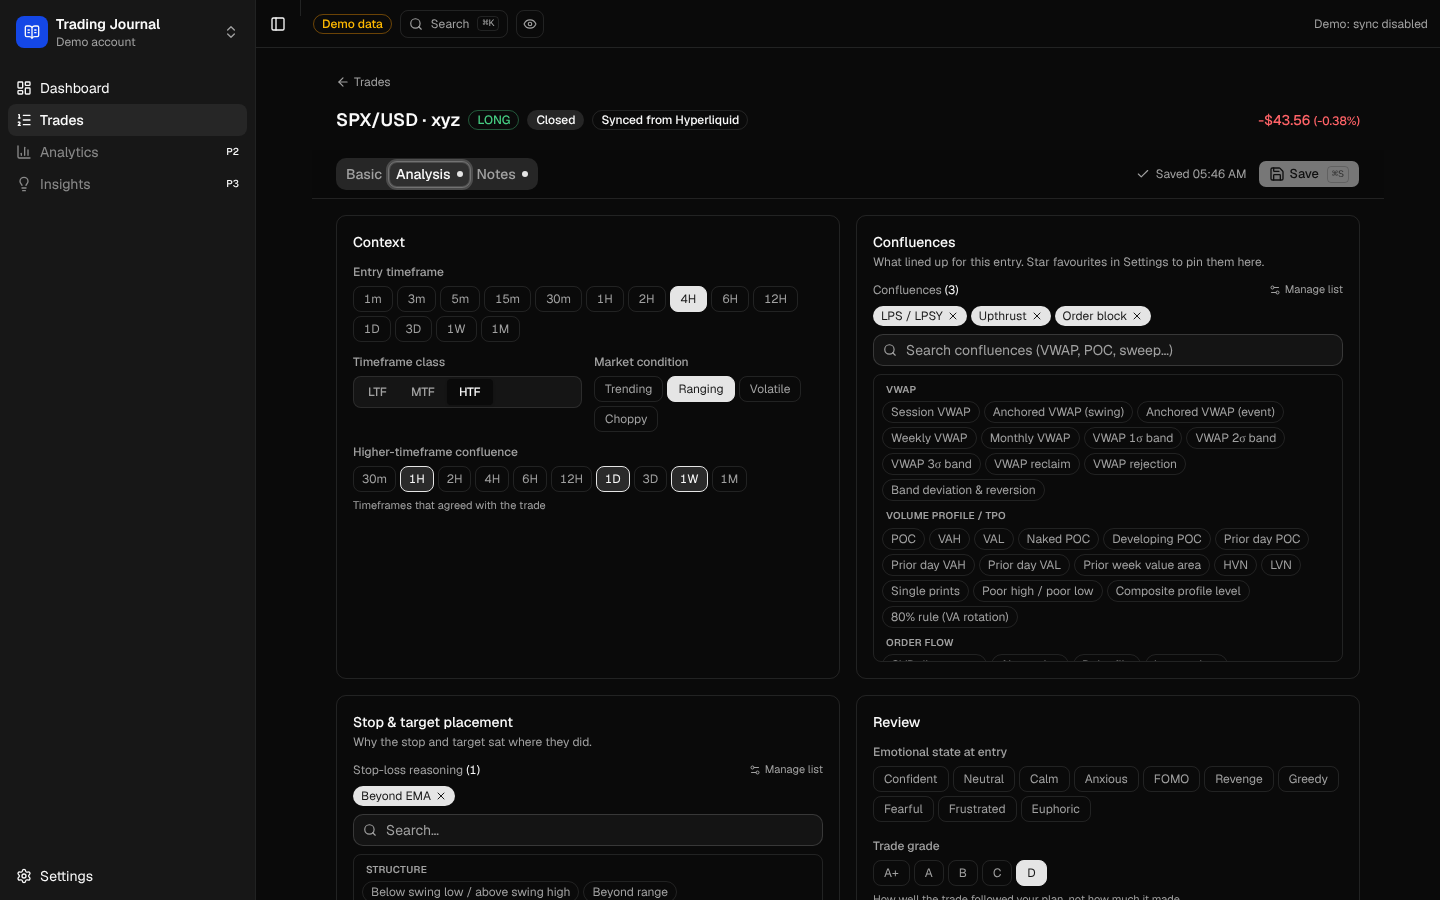 Trading Journal
Demo account
Dashboard
Trades
Analytics P2
Insights P3
Settings
Demo data
Search ⌘K
Demo: sync disabled
Trades
SPX/USD · xyz LONG Closed Synced from Hyperliquid
-$43.56 (-0.38%)
Basic Analysis Notes
Saved 05:46 AM Save ⌘S
Context
Entry timeframe
1m 3m 5m 15m 30m 1H 2H 4H 6H 12H
1D 3D 1W 1M
Timeframe class
LTF MTF HTF
Market condition
Trending Ranging Volatile
Choppy
Higher-timeframe confluence
30m 1H 2H 4H 6H 12H 1D 3D 1W 1M
Timeframes that agreed with the trade
Confluences
What lined up for this entry. Star favourites in Settings to pin them here.
Confluences (3) Manage list
LPS / LPSY Upthrust Order block
Search confluences (VWAP, POC, sweep...)
VWAP
Session VWAP Anchored VWAP (swing) Anchored VWAP (event)
Weekly VWAP Monthly VWAP VWAP 1σ band VWAP 2σ band
VWAP 3σ band VWAP reclaim VWAP rejection
Band deviation & reversion
VOLUME PROFILE / TPO
POC VAH VAL Naked POC Developing POC Prior day POC
Prior day VAH Prior day VAL Prior week value area HVN LVN
Single prints Poor high / poor low Composite profile level
80% rule (VA rotation)
ORDER FLOW
Stop & target placement
Why the stop and target sat where they did.
Stop-loss reasoning (1) Manage list
Beyond EMA
Search...
STRUCTURE
Below swing low / above swing high Beyond range
Review
Emotional state at entry
Confident Neutral Calm Anxious FOMO Revenge Greedy
Fearful Frustrated Euphoric
Trade grade
A+ A B C D
How well the trade followed your plan, not how much it made